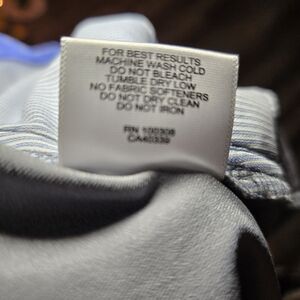 FOR BEST RESULTS
MACHINE WASH COLD
DO NOT BLEACH
TUMBLE DRY LOW
NO FABRIC SOFTENERS
DO NOT DRY CLEAN
DO NOT IRON
RN 100308
CA40339